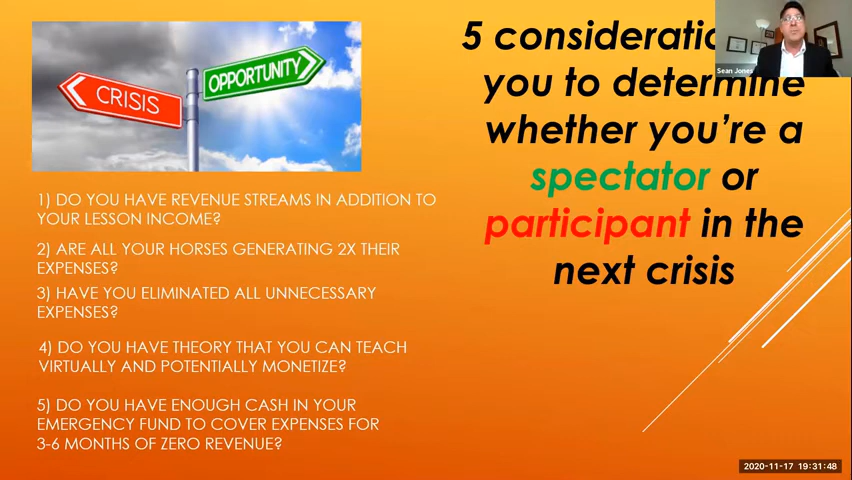 CRISIS
OPPORTUNITY
5
you to determine
whether you're a
spectator or
participant in the
next crisis
Sean Jones
1) DO YOU HAVE REVENUE STREAMS IN ADDITION TO
YOUR LESSON INCOME?
2) ARE ALL YOUR HORSES GENERATING 2X THEIR
EXPENSES?
3) HAVE YOU ELIMINATED ALL UNNECESSARY
EXPENSES?
4) DO YOU HAVE THEORY THAT YOU CAN TEACH
VIRTUALLY AND POTENTIALLY MONETIZE?
5) DO YOU HAVE ENOUGH CASH IN YOUR
EMERGENCY FUND TO COVER EXPENSES FOR
3-6 MONTHS OF ZERO REVENUE?
2020-11-17 19:31:48